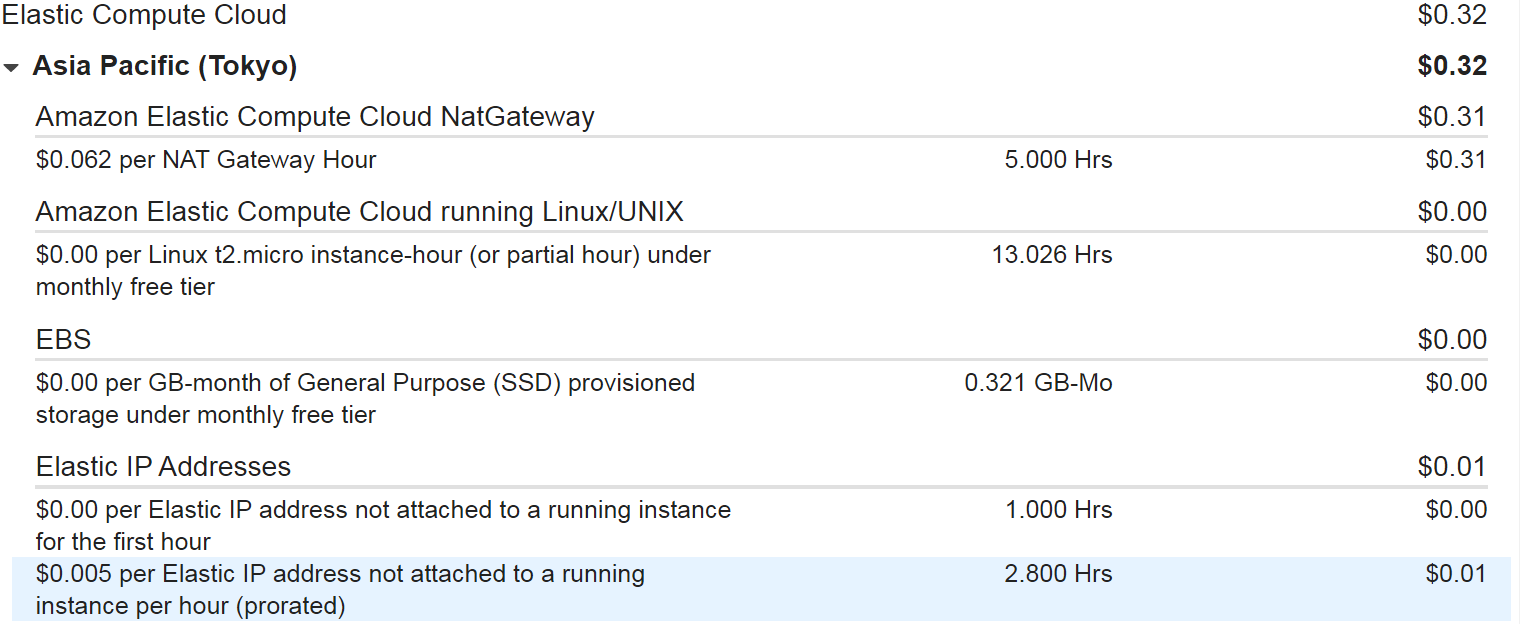 Elastic Compute Cloud $0.32
Asia Pacific (Tokyo) $0.32
Amazon Elastic Compute Cloud NatGateway $0.31
$0.062 per NAT Gateway Hour 5.000 Hrs $0.31
Amazon Elastic Compute Cloud running Linux/UNIX $0.00
$0.00 per Linux t2.micro instance-hour (or partial hour) under 13.026 Hrs $0.00
monthly free tier
EBS $0.00
$0.00 per GB-month of General Purpose (SSD) provisioned 0.321 GB-Mo $0.00
storage under monthly free tier
Elastic IP Addresses $0.01
$0.00 per Elastic IP address not attached to a running instance 1.000 Hrs $0.00
for the first hour
$0.005 per Elastic IP address not attached to a running 2.800 Hrs $0.01
instance per hour (prorated)